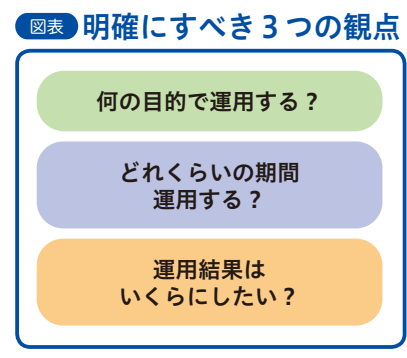 図表 明確にすべき3つの観点
何の目的で運用する？
どれくらいの期間
運用する？
運用結果は
いくらにしたい？